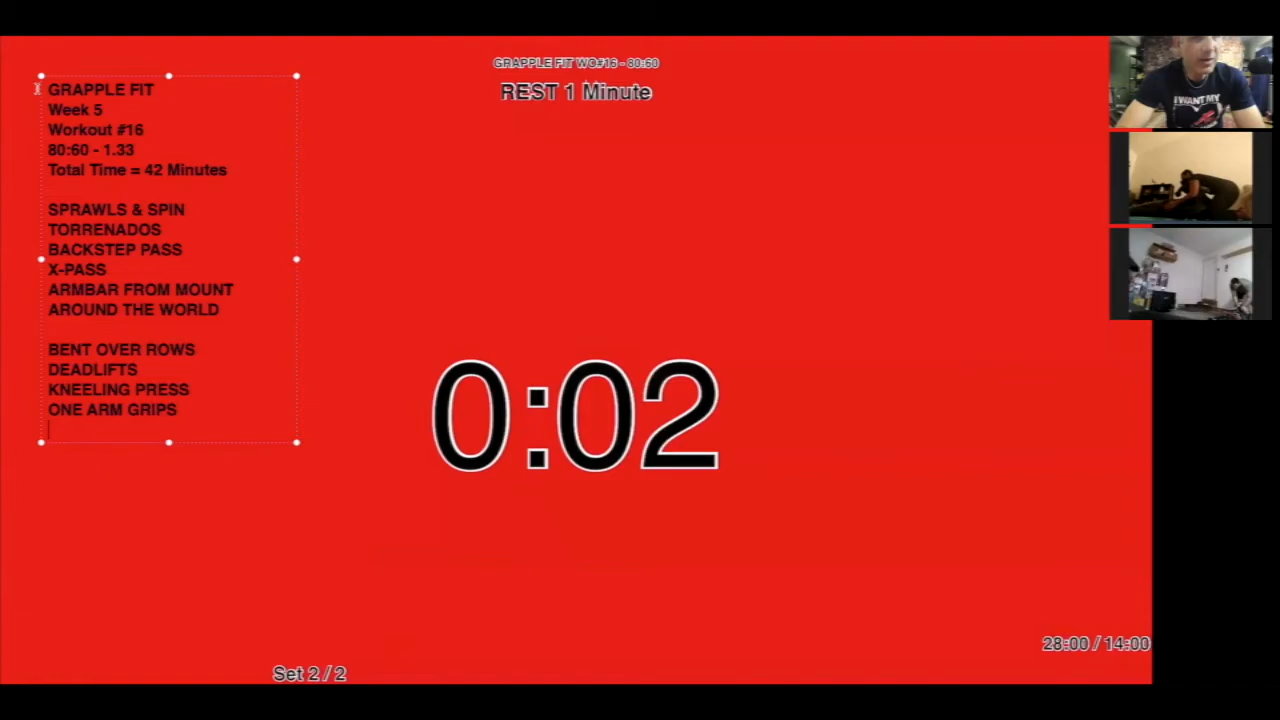 GRAPPLE FIT WO#16 - 80:60
REST 1 Minute
GRAPPLE FIT
Week 5
Workout #16
80:60 - 1.33
Total Time = 42 Minutes
SPRAWLS & SPIN
TORRENADOS
BACKSTEP PASS
X-PASS
ARMBAR FROM MOUNT
AROUND THE WORLD
BENT OVER ROWS
DEADLIFTS
KNEELING PRESS
ONE ARM GRIPS
0:02
28:00 / 14:00
Set 2 / 2
I WANT MY